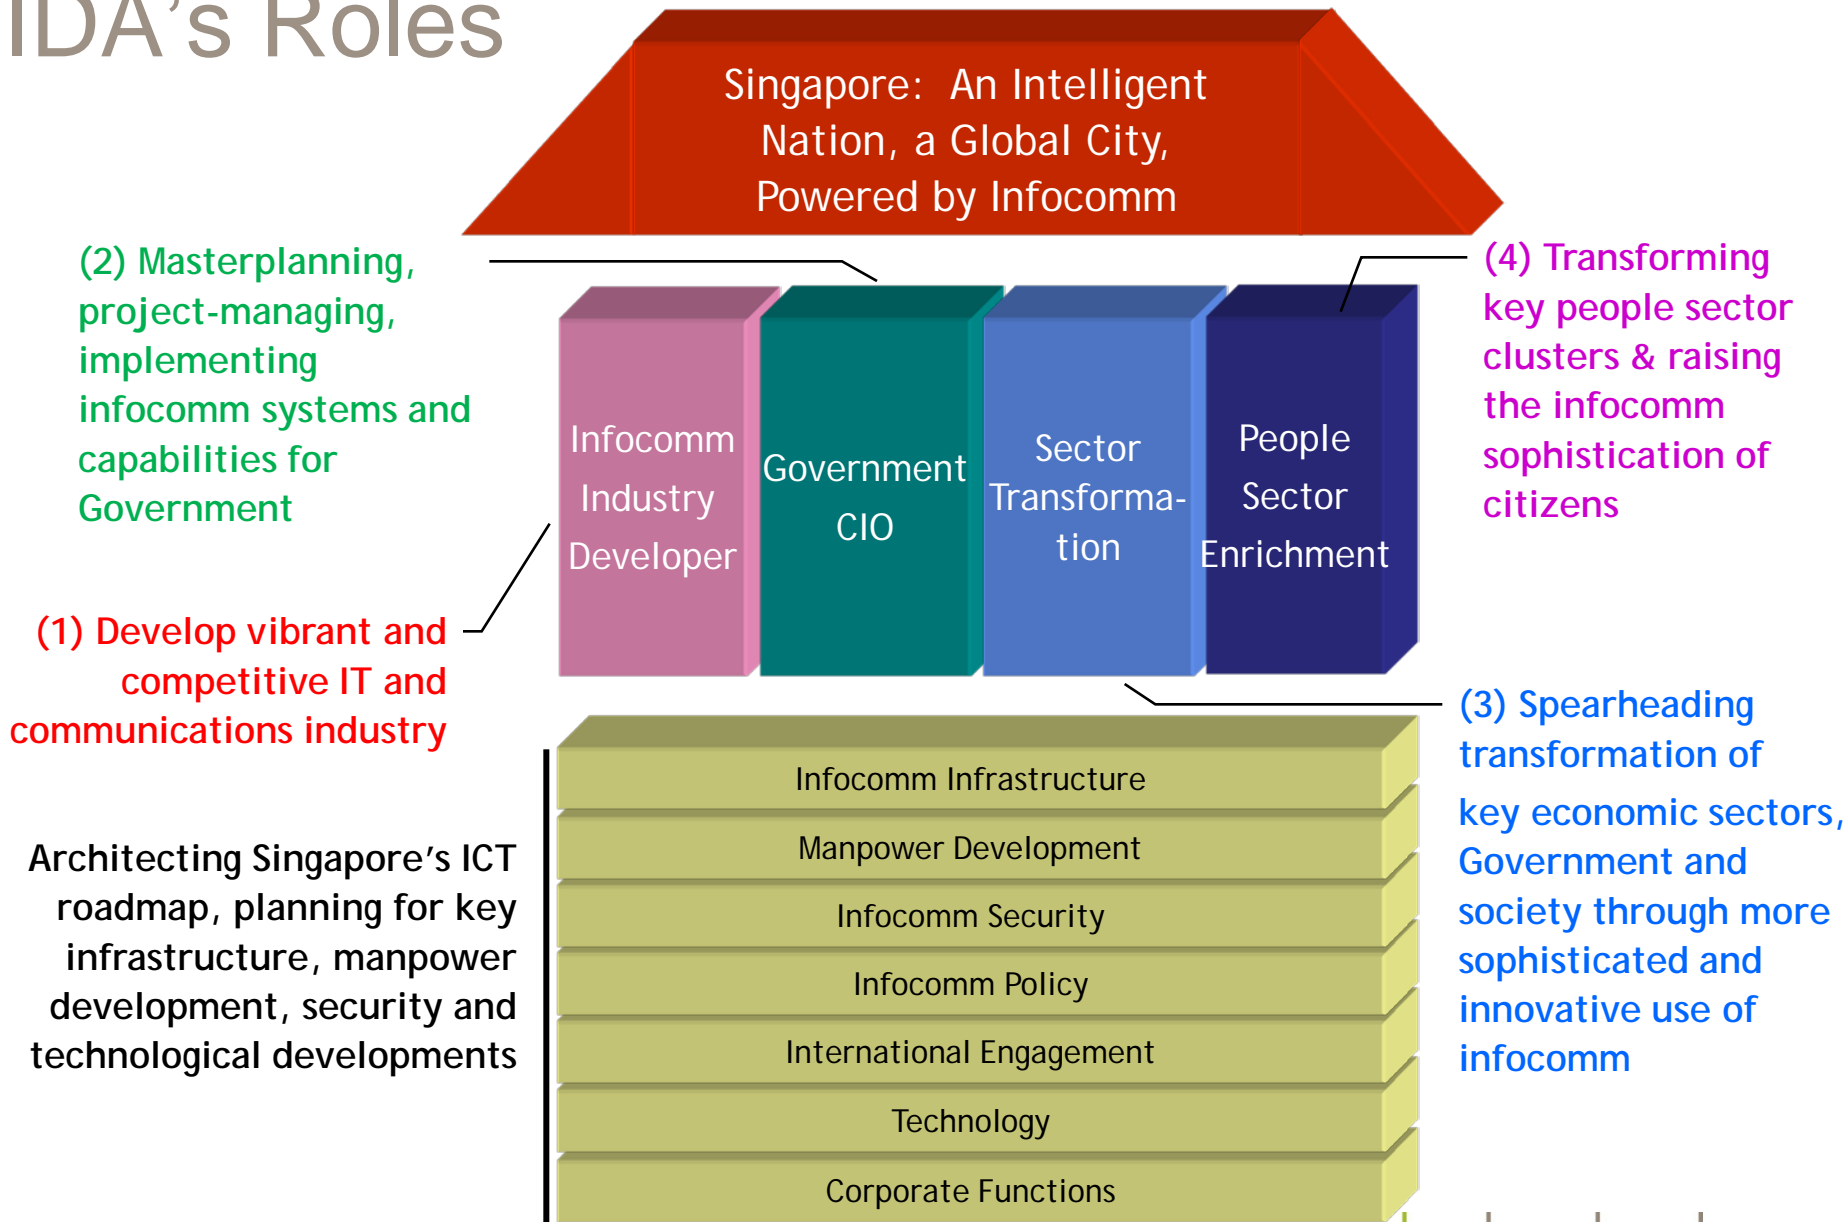 IDA's Roles
Singapore: An Intelligent
Nation, a Global City,
Powered by Infocomm
(2) Masterplanning,
project-managing,
implementing
infocomm systems and
capabilities for
Government
(4) Transforming
key people sector
clusters & raising
the infocomm
sophistication of
citizens
Infocomm
Industry
Developer
Government
CIO
Sector
Transforma-
tion
People
Sector
Enrichment
(1) Develop vibrant and
competitive IT and
communications industry
(3) Spearheading
transformation of
key economic sectors,
Government and
society through more
sophisticated and
innovative use of
infocomm
Architecting Singapore's ICT
roadmap, planning for key
infrastructure, manpower
development, security and
technological developments
Infocomm Infrastructure
Manpower Development
Infocomm Security
Infocomm Policy
International Engagement
Technology
Corporate Functions